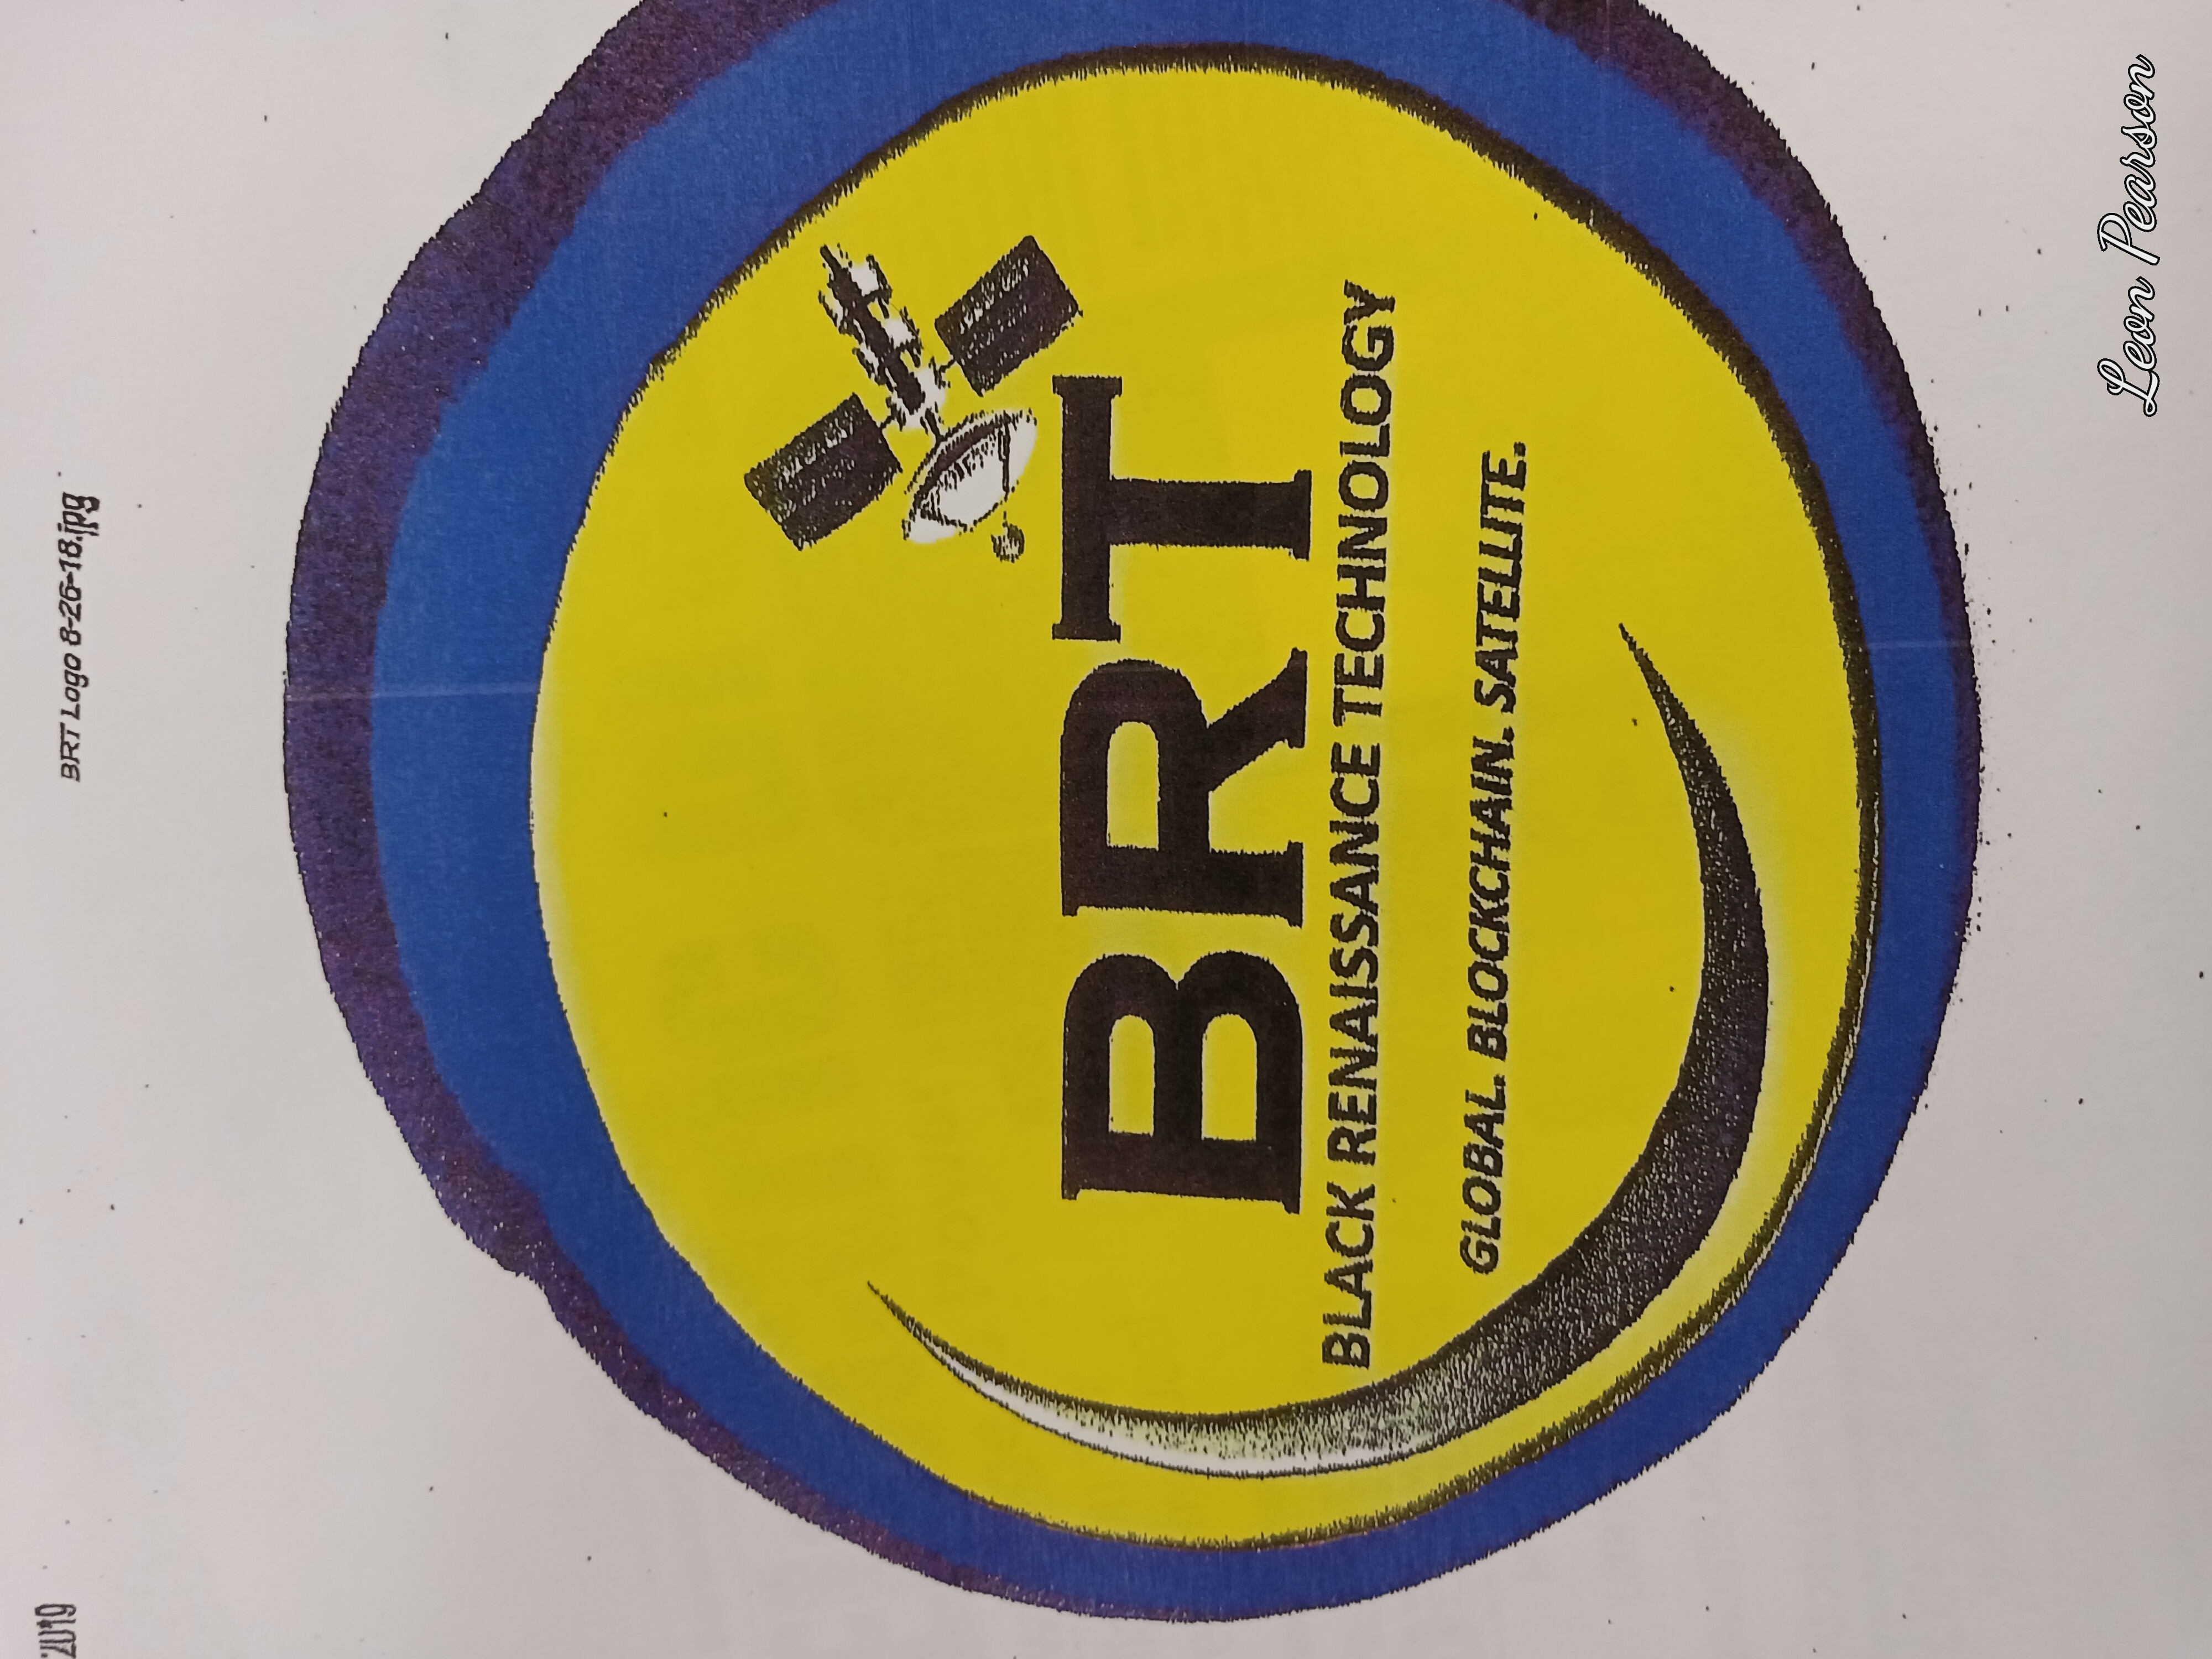 /2019
BRT Logo 8-26-18.jpg
BRT
BLACK RENAISSANCE TECHNOLOGY
GLOBAL. BLOCKCHAIN. SATELLITE.
Leon Pearson